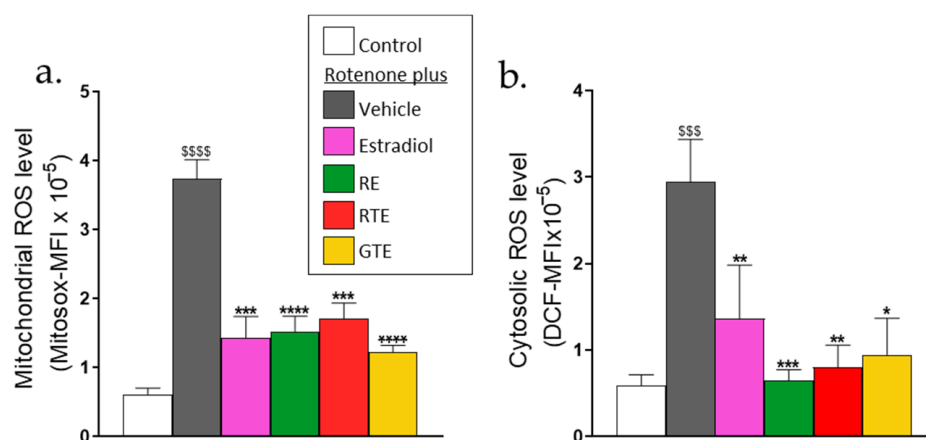 a.
Mitochondrial ROS level
(Mitosox-MFI x 10⁻⁵)
5
4
3
2
1
0
$$$$
***
****
***
****
Control
Rotenone plus
Vehicle
Estradiol
RE
RTE
GTE
b.
Cytosolic ROS level
(DCF-MFIx10⁻⁵)
4
3
2
1
0
$$$
**
***
**
*